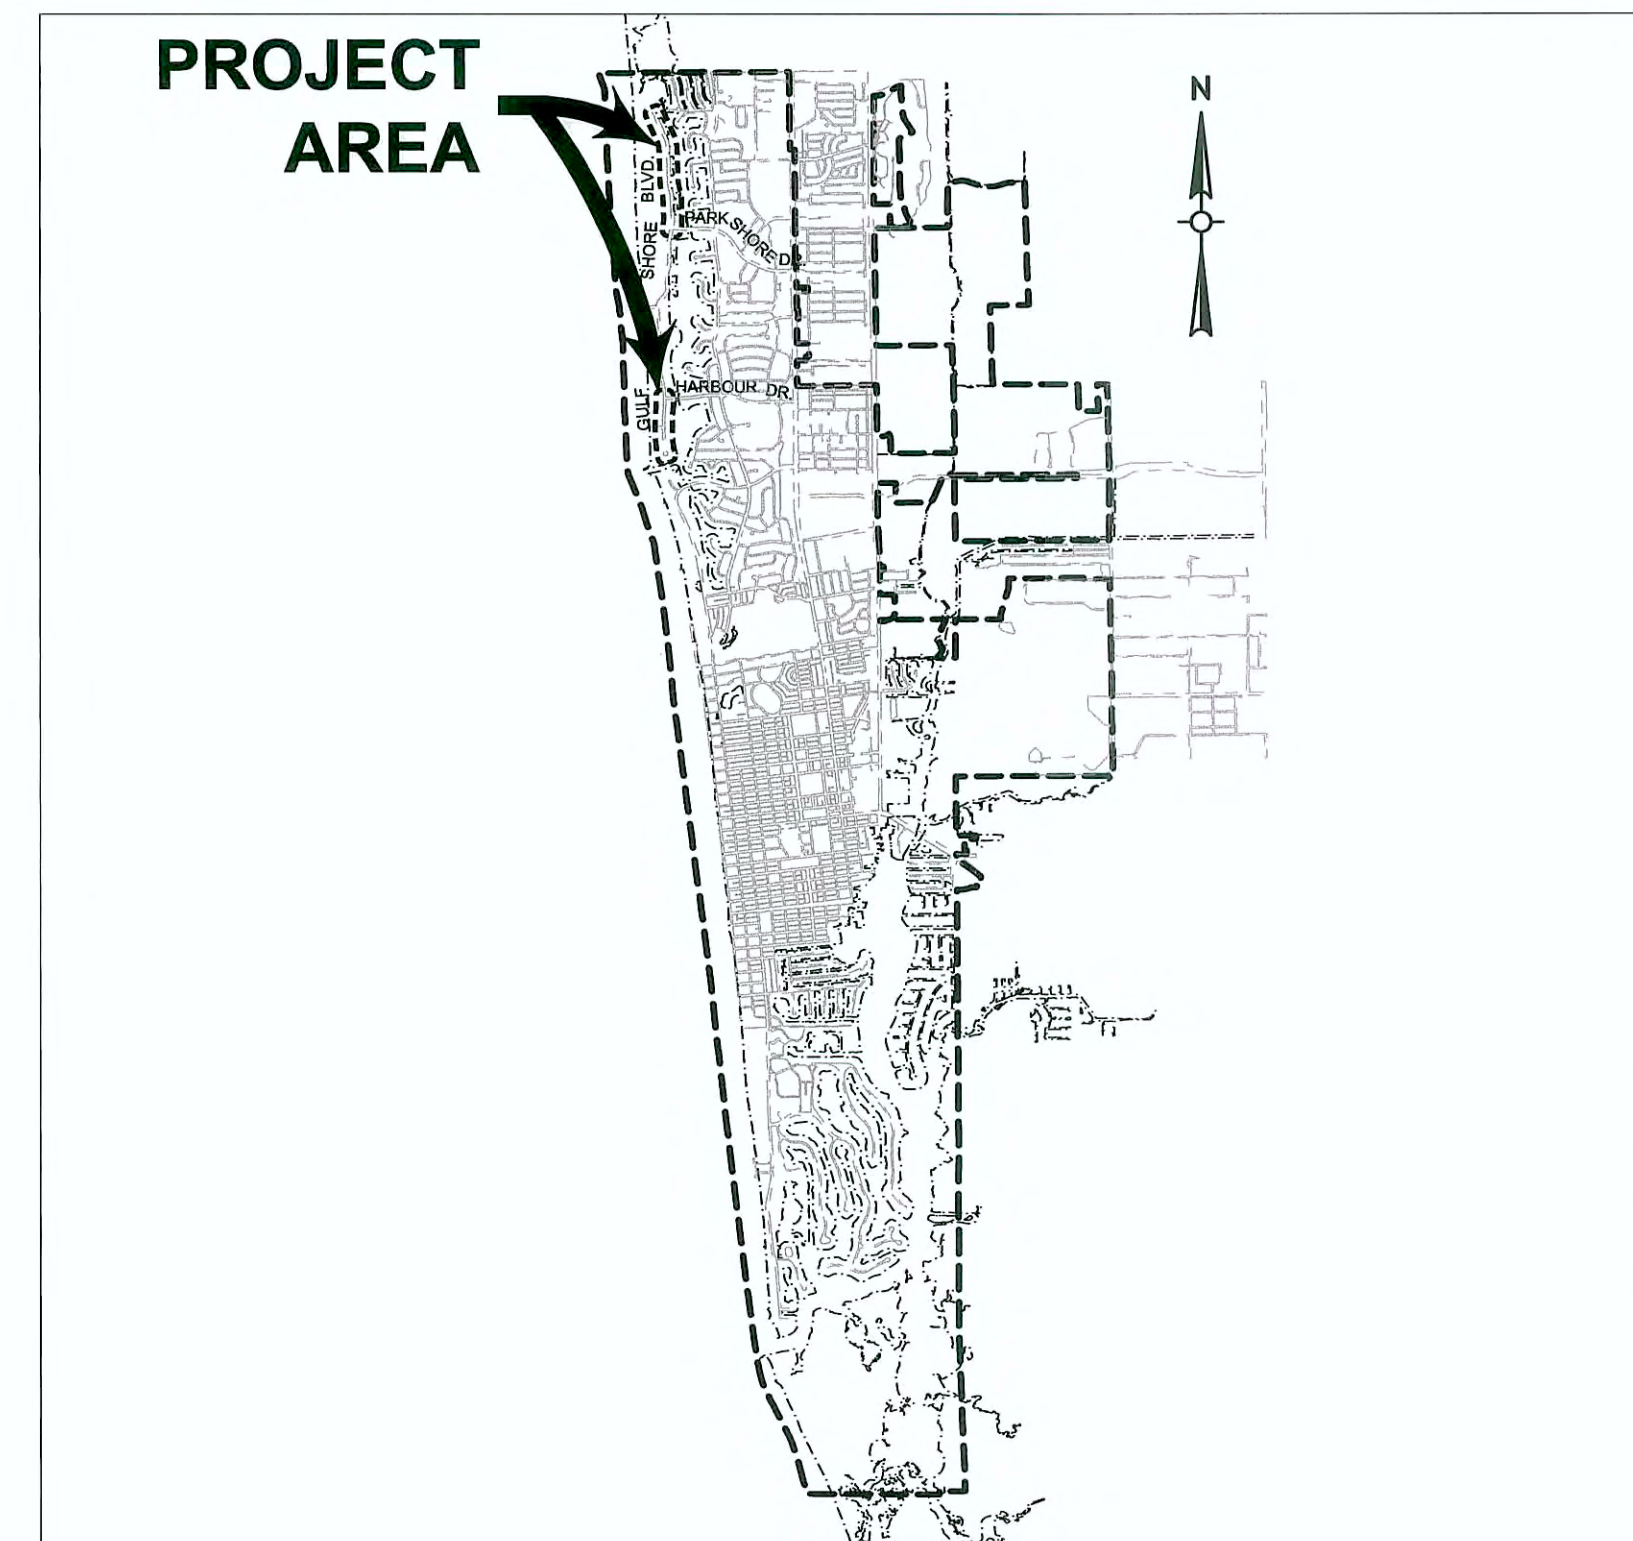 PROJECT
AREA
N
GULF SHORE BLVD.
PARK SHORE DR.
HARBOUR DR.